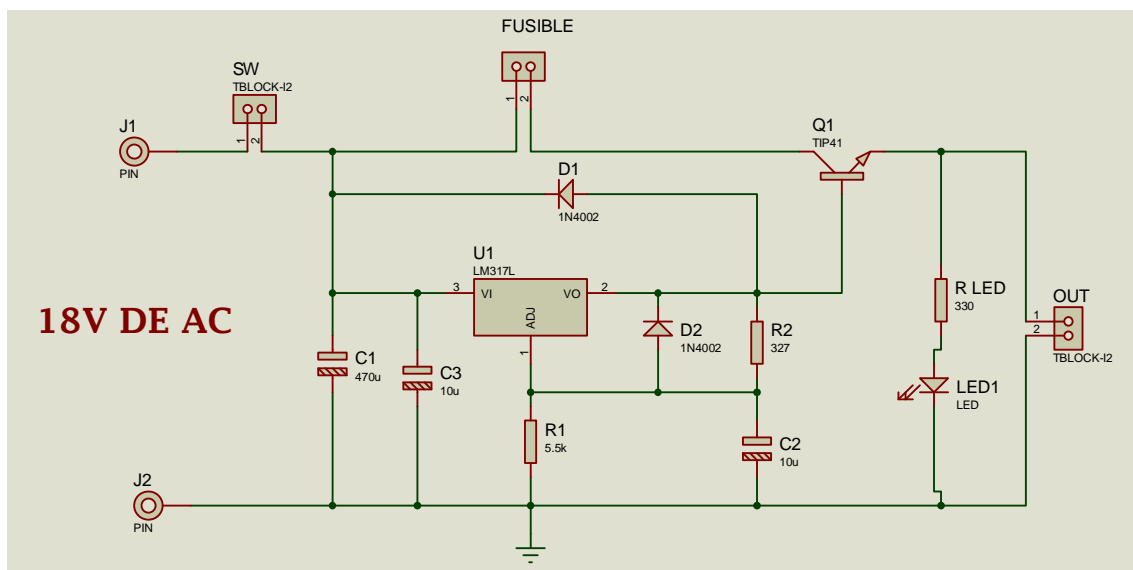 FUSIBLE
SW
TBLOCK-I2
1
2
1
2
J1
PIN
Q1
TIP41
D1
1N4002
U1
LM317L
3
VI
VO
2
ADJ
1
18V DE AC
C1
470u
C3
10u
D2
1N4002
R2
327
R LED
330
OUT
1
2
TBLOCK-I2
LED1
LED
R1
5.5k
C2
10u
J2
PIN